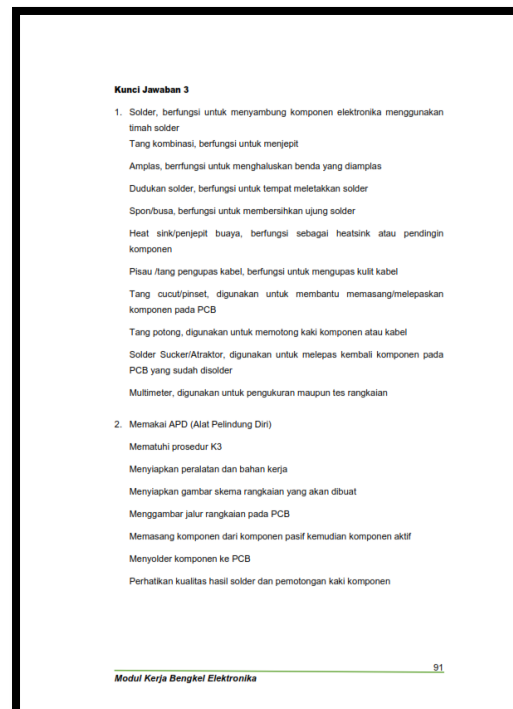 Kunci Jawaban 3
1. Solder, berfungsi untuk menyambung komponen elektronika menggunakan
timah solder
Tang kombinasi, berfungsi untuk menjepit
Amplas, berrfungsi untuk menghaluskan benda yang diamplas
Dudukan solder, berfungsi untuk tempat meletakkan solder
Spon/busa, berfungsi untuk membersihkan ujung solder
Heat sink/penjepit buaya, berfungsi sebagai heatsink atau pendingin
komponen
Pisau /tang pengupas kabel, berfungsi untuk mengupas kulit kabel
Tang cucut/pinset, digunakan untuk membantu memasang/melepaskan
komponen pada PCB
Tang potong, digunakan untuk memotong kaki komponen atau kabel
Solder Sucker/Atraktor, digunakan untuk melepas kembali komponen pada
PCB yang sudah disolder
Multimeter, digunakan untuk pengukuran maupun tes rangkaian
2. Memakai APD (Alat Pelindung Diri)
Mematuhi prosedur K3
Menyiapkan peralatan dan bahan kerja
Menyiapkan gambar skema rangkaian yang akan dibuat
Menggambar jalur rangkaian pada PCB
Memasang komponen dari komponen pasif kemudian komponen aktif
Menyolder komponen ke PCB
Perhatikan kualitas hasil solder dan pemotongan kaki komponen
91
Modul Kerja Bengkel Elektronika